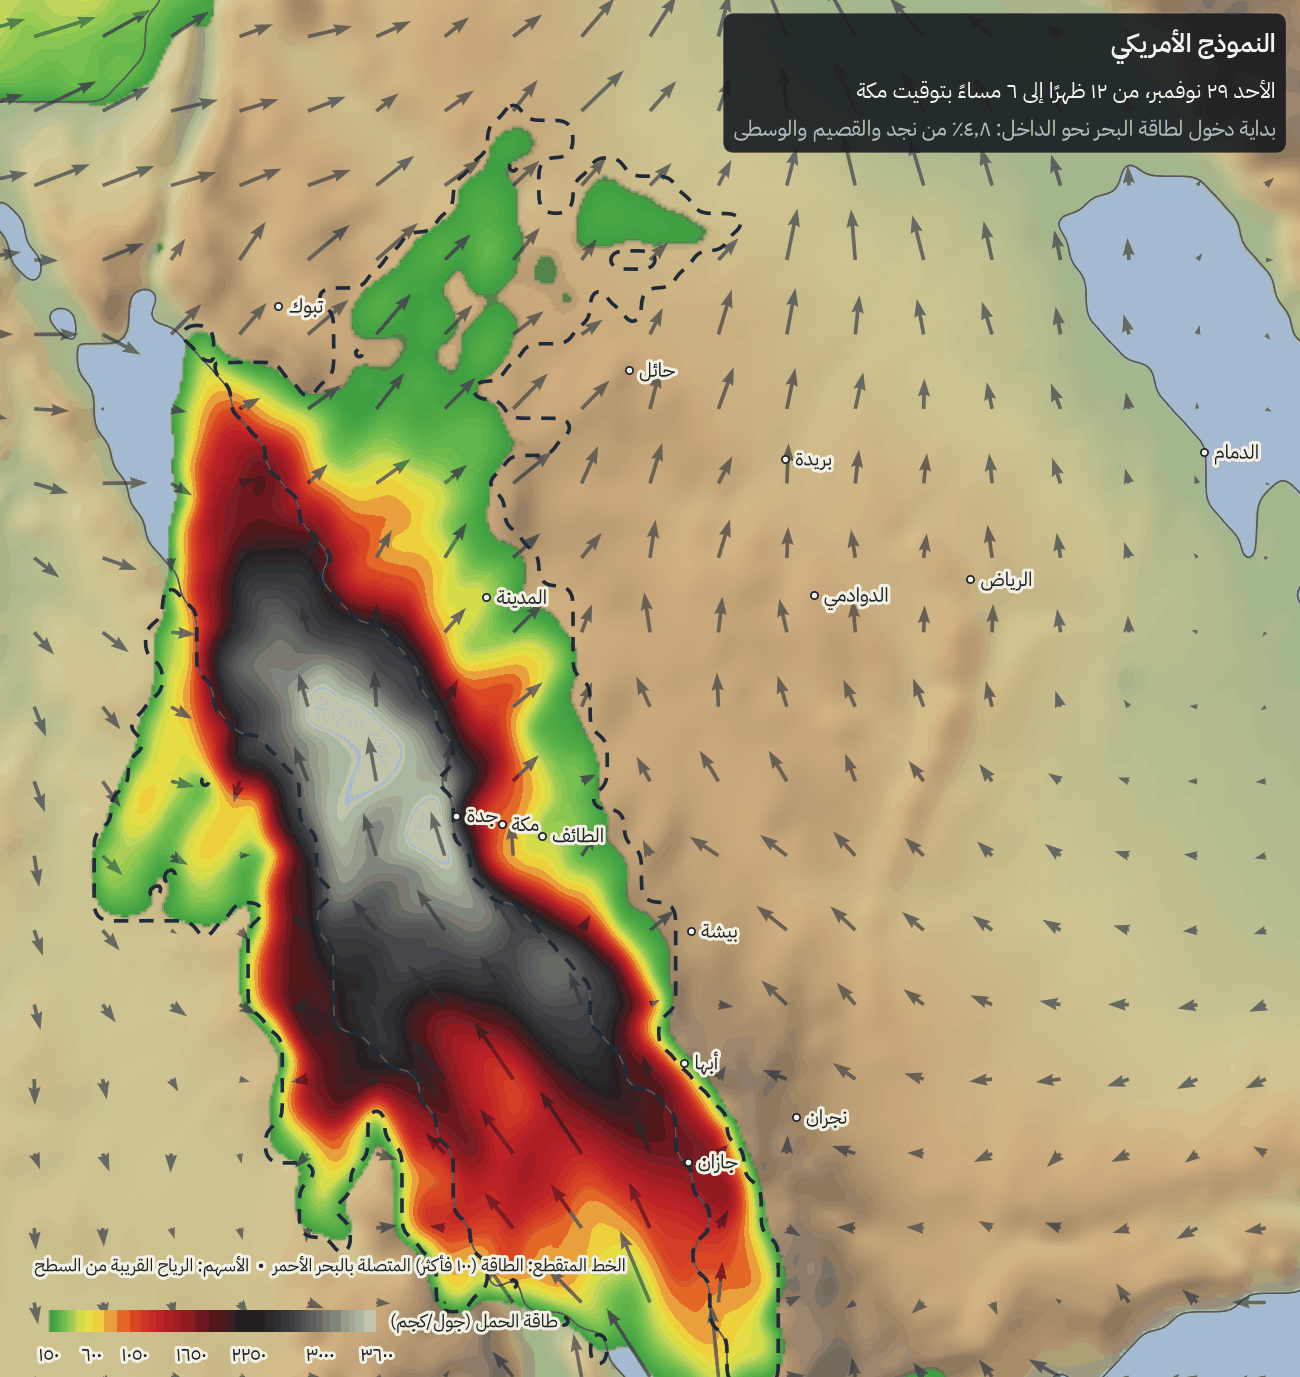 النموذج الأمريكي
الأحد ٢٩ نوفمبر، من ١٢ ظهرًا إلى ٦ مساءً بتوقيت مكة
بداية دخول لطاقة البحر نحو الداخل: ٤,٨٪ من نجد والقصيم والوسطى
تبوك
حائل
الدمام
بريدة
الرياض
الدوادمي
المدينة
جدة
مكة
الطائف
بيشة
أبها
نجران
جازان
الخط المتقطع: الطاقة (١٠ فأكثر) المتصلة بالبحر الأحمر • الأسهم: الرياح القريبة من السطح
طاقة الحمل (جول/كجم)
١٥٠ ٦٠٠ ١٠٥٠ ١٦٥٠ ٢٢٥٠ ٣٠٠٠ ٣٦٠٠